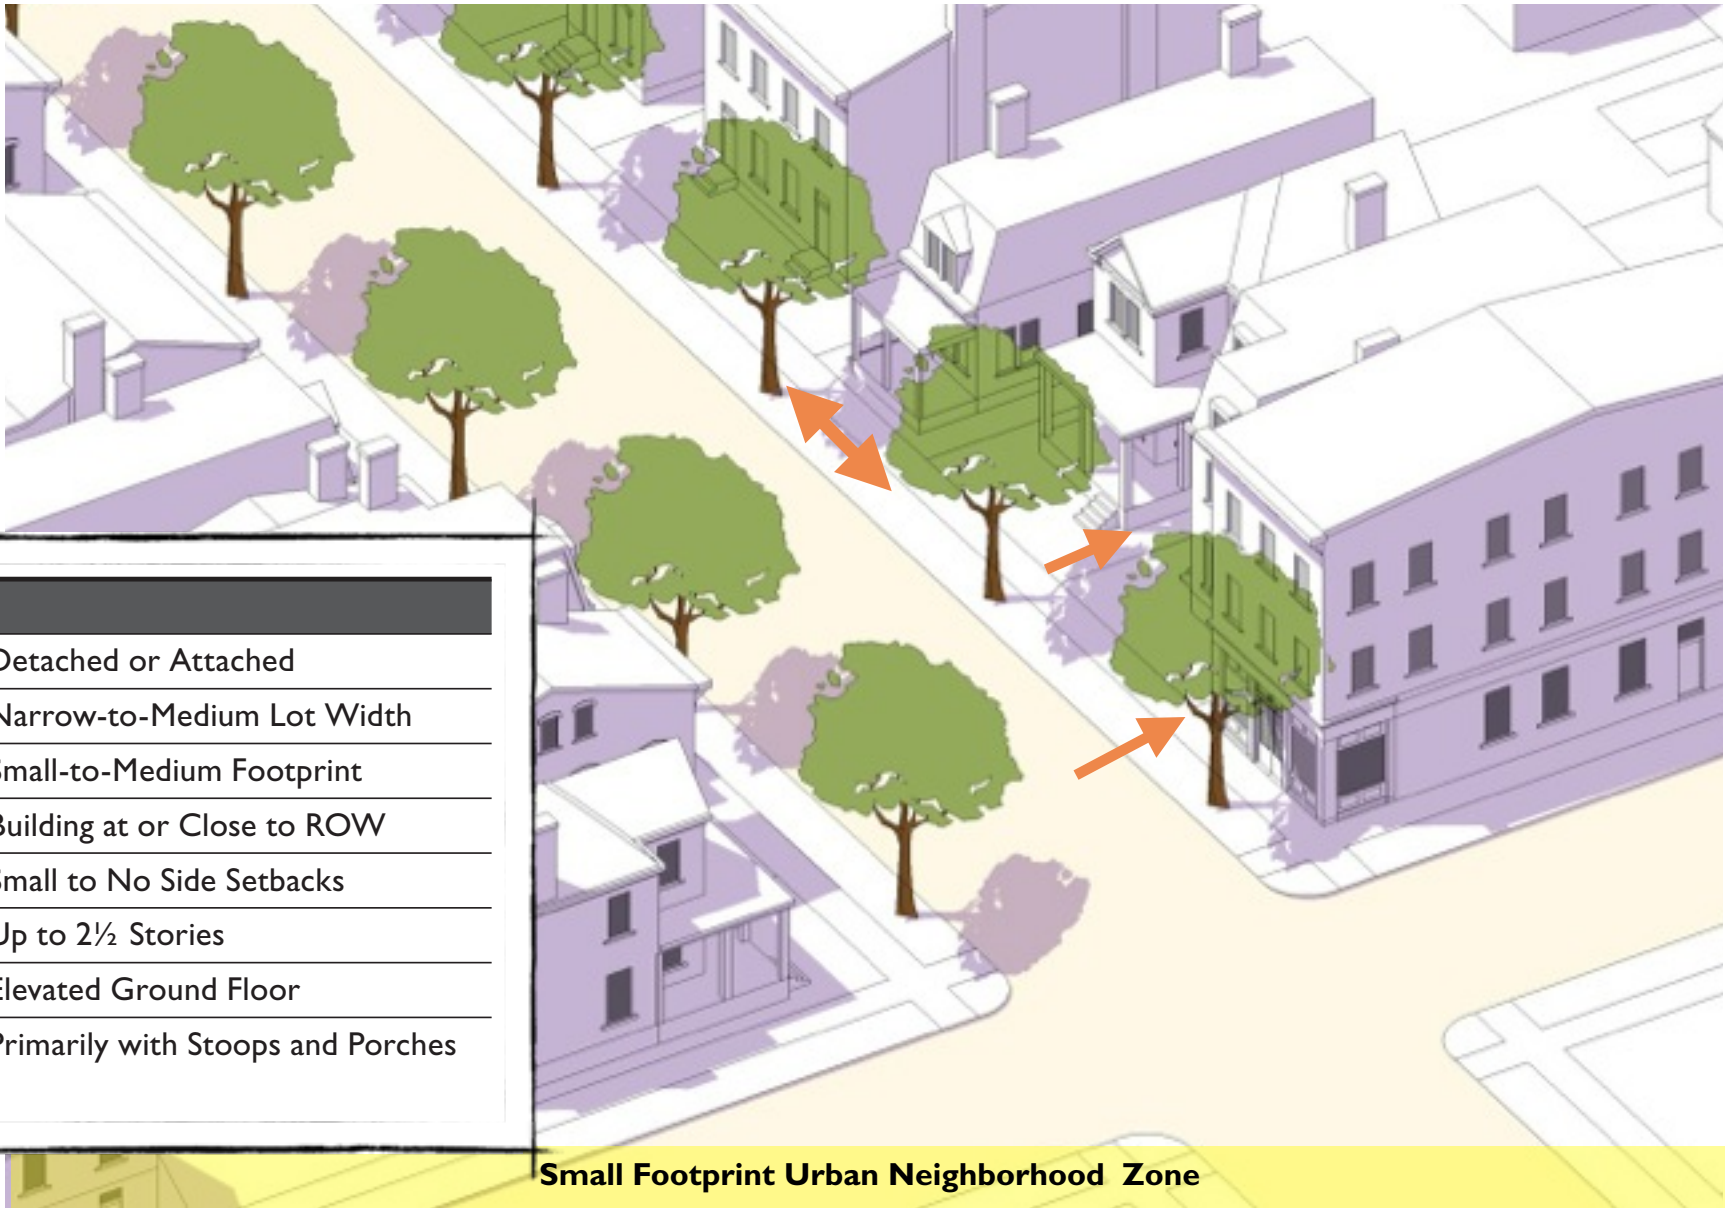 Detached or Attached
Narrow-to-Medium Lot Width
Small-to-Medium Footprint
Building at or Close to ROW
Small to No Side Setbacks
Up to 2½ Stories
Elevated Ground Floor
Primarily with Stoops and Porches
Small Footprint Urban Neighborhood Zone